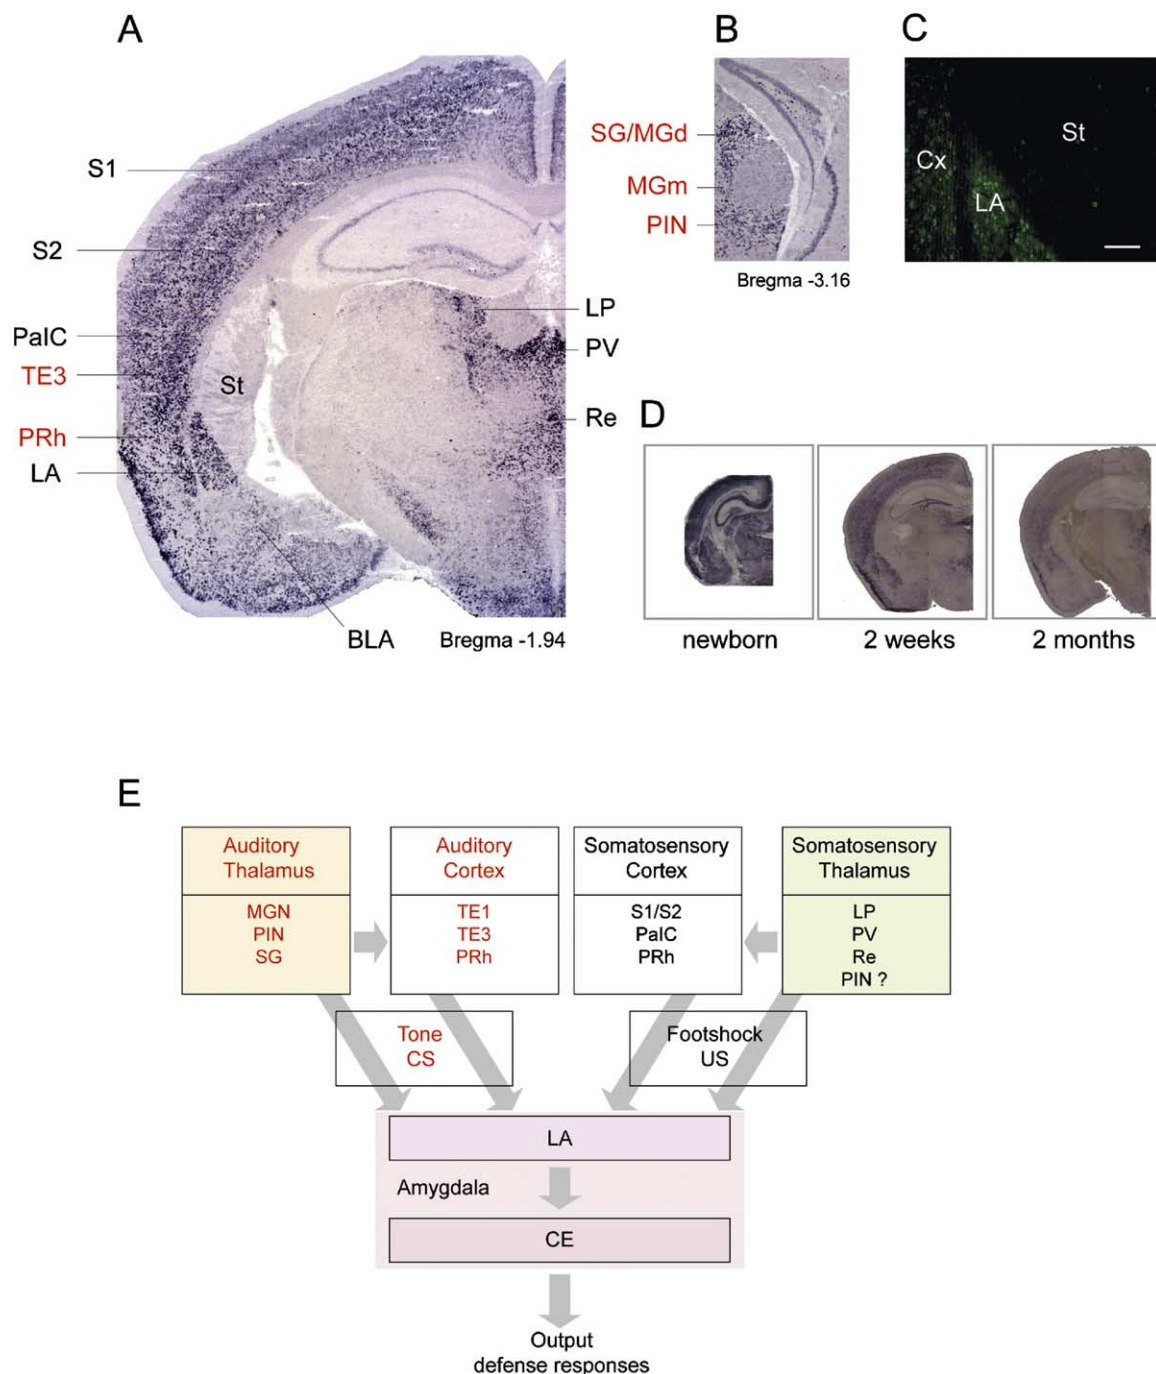 A
S1
S2
PaIC
TE3
PRh
LA
St
LP
PV
Re
BLA
Bregma -1.94
B
SG/MGd
MGm
PIN
Bregma -3.16
C
Cx
St
LA
D
newborn
2 weeks
2 months
E
Auditory
Thalamus
MGN
PIN
SG
Auditory
Cortex
TE1
TE3
PRh
Somatosensory
Cortex
S1/S2
PaIC
PRh
Somatosensory
Thalamus
LP
PV
Re
PIN ?
Tone
CS
Footshock
US
LA
Amygdala
CE
Output
defense responses